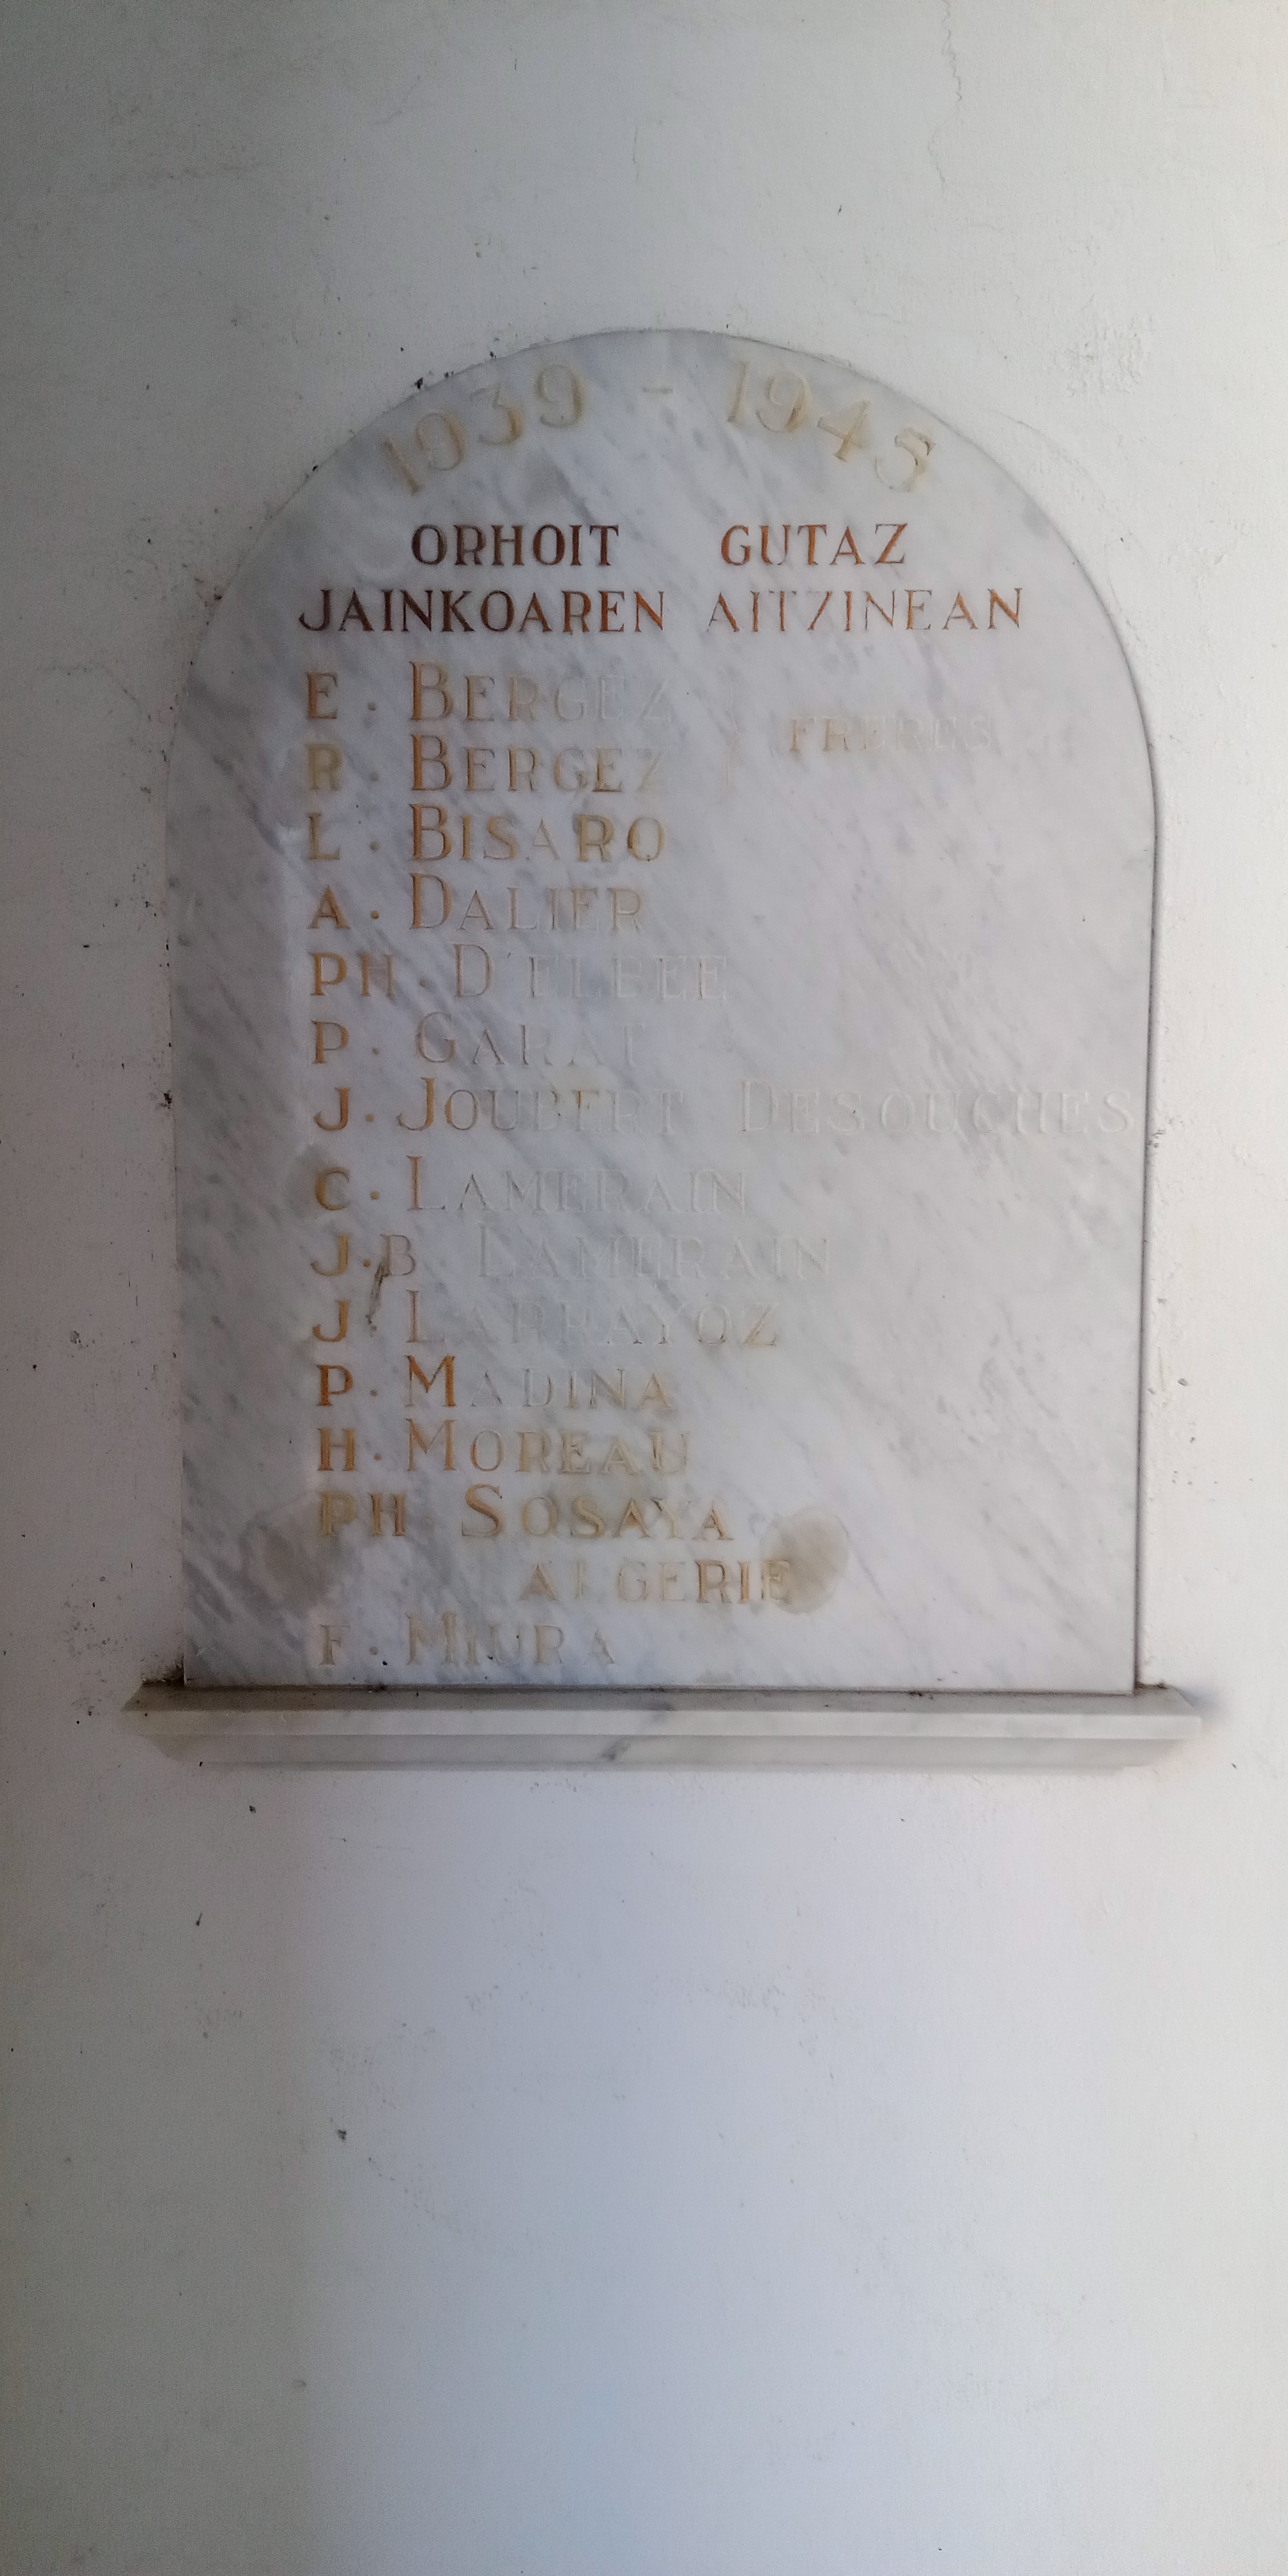 1939 - 1945
ORHOIT GUTAZ
JAINKOAREN AITZINEAN
E. BERGEZ
FRERES
R. BERGEZ
L. BISARO
A. DALIER
PH. D'ELBEE
P. GARAT
J. JOUBERT DESOUCHES
C. LAMERAIN
J.B LAMERAIN
J. LARRAYOZ
P. MADINA
H. MOREAU
PH. SOSAYA
ALGERIE
F. MIURA